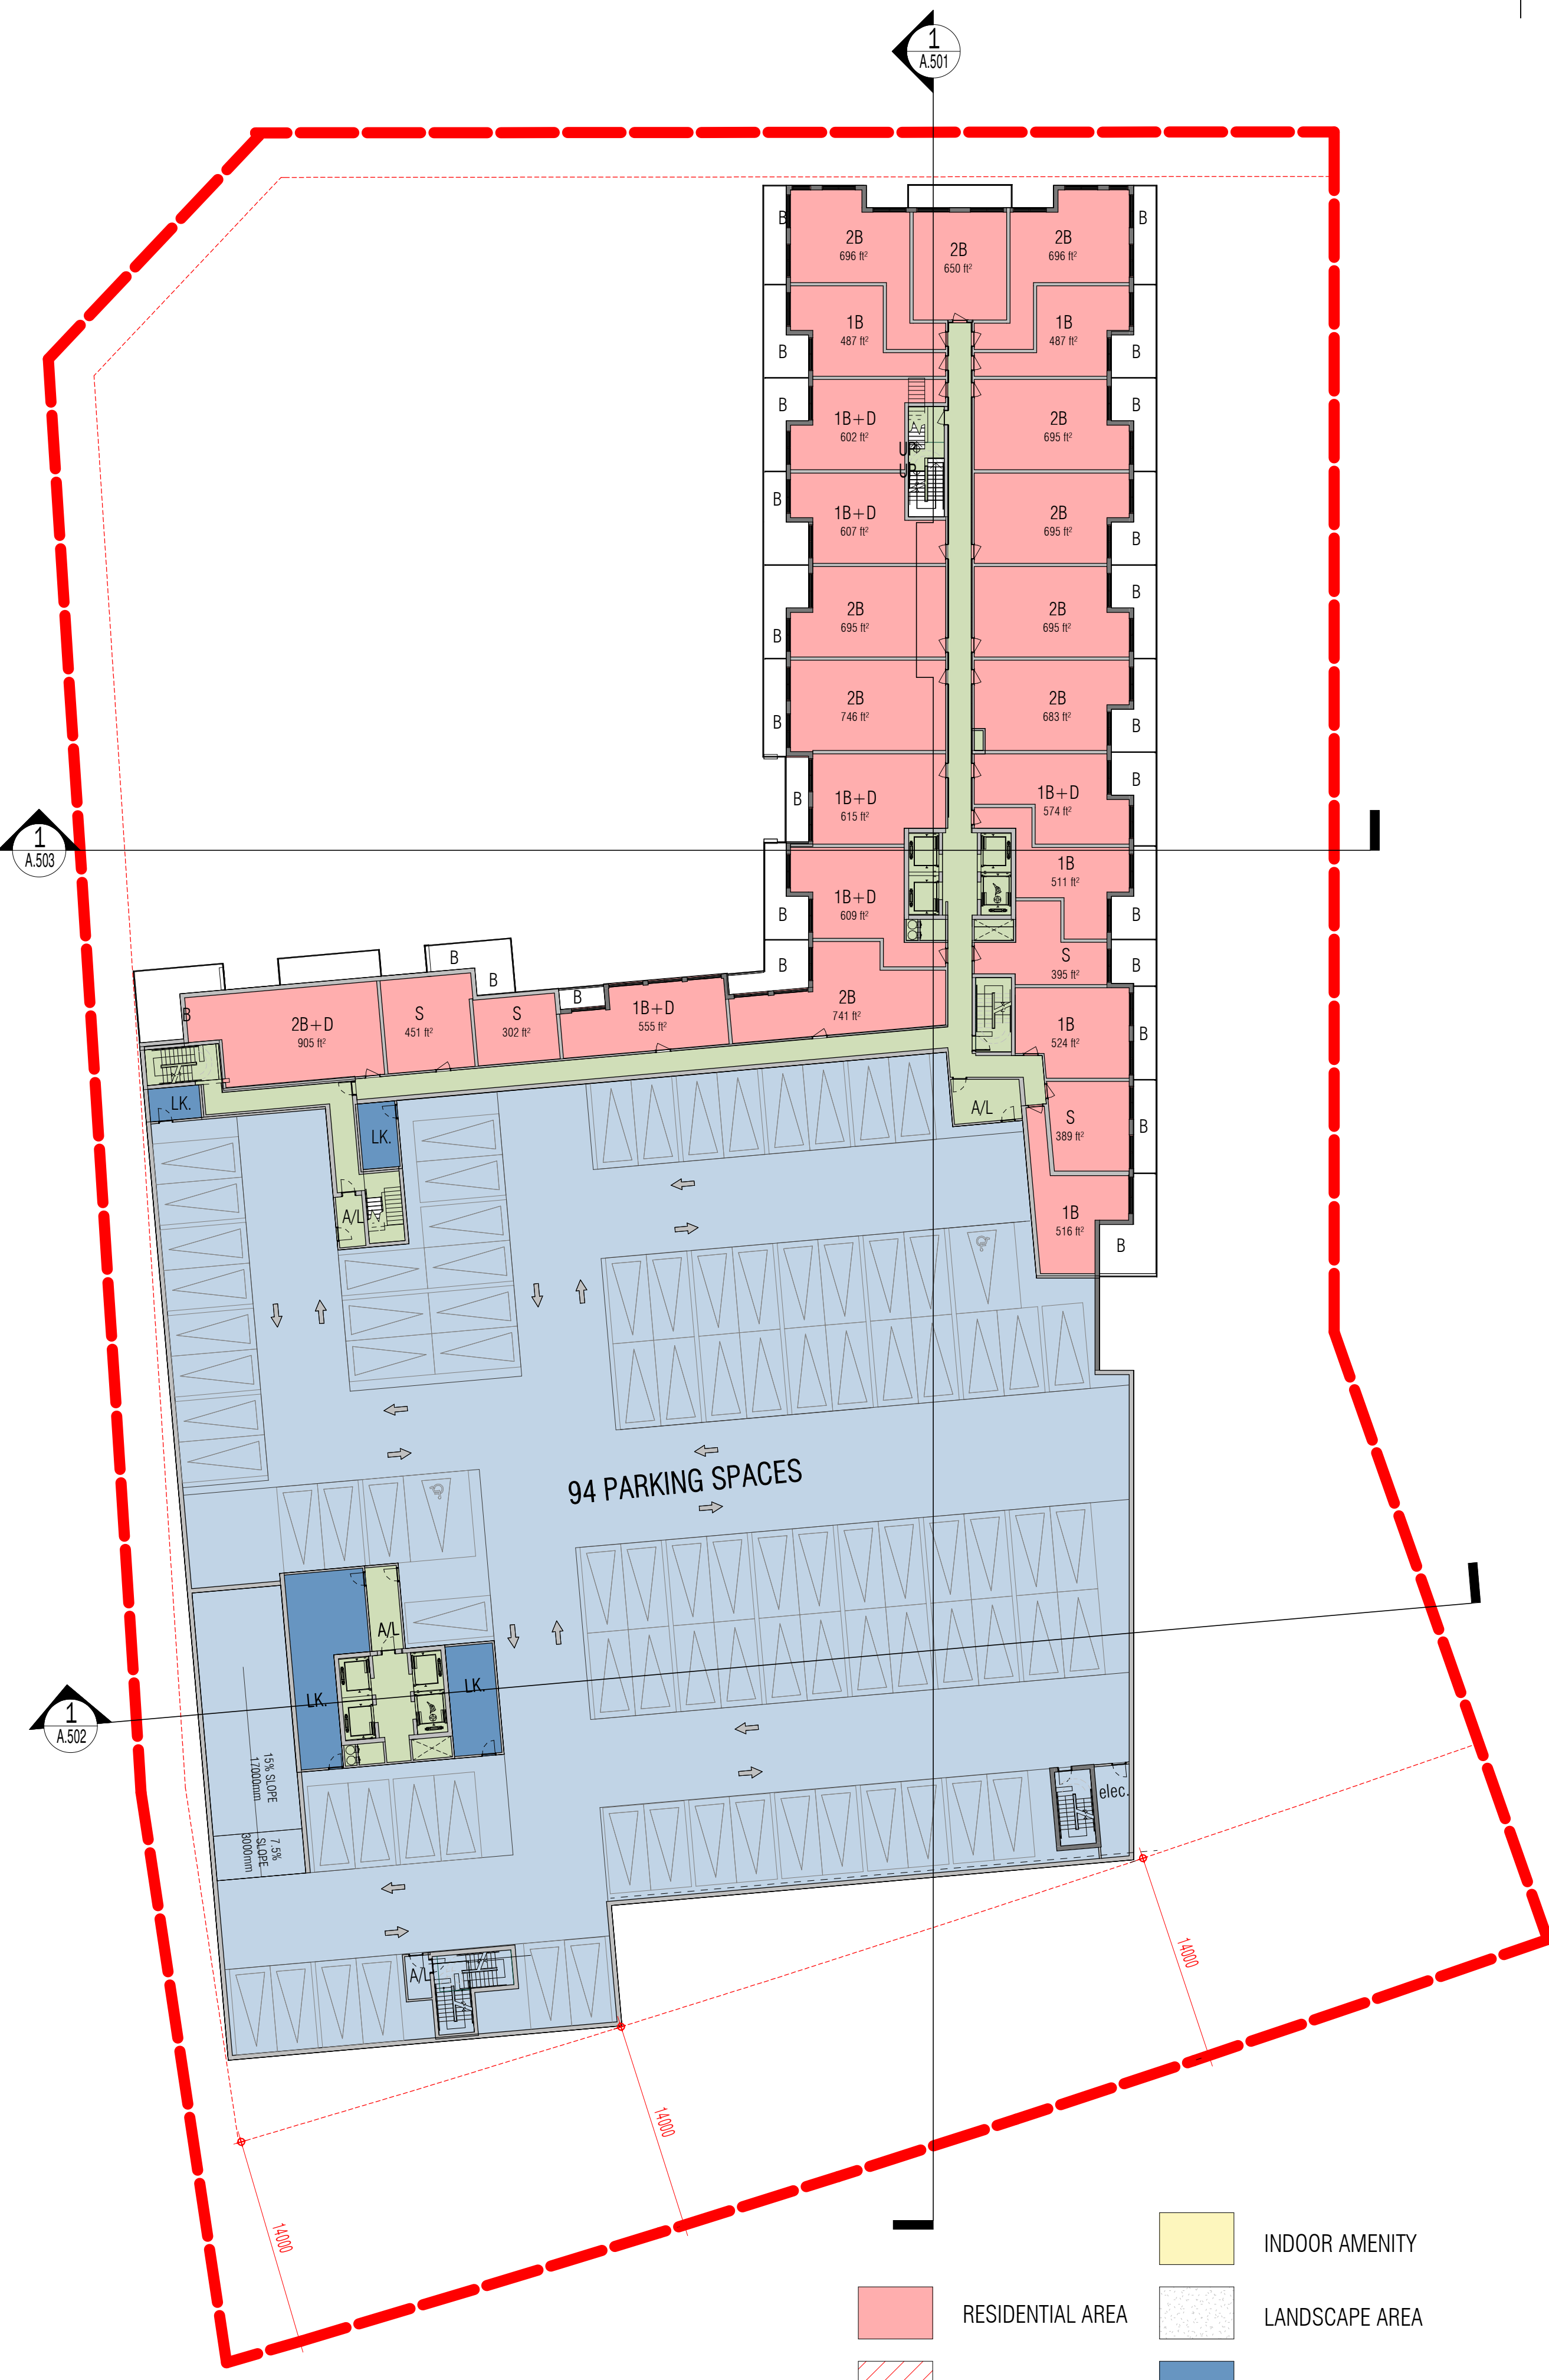 1
A.501
B
2B
696 ft²
2B
650 ft²
2B
696 ft²
B
1B
487 ft²
1B
487 ft²
B
B
B
1B+D
602 ft²
2B
695 ft²
B
UP
UP
B
1B+D
607 ft²
2B
695 ft²
B
B
2B
695 ft²
2B
695 ft²
B
B
2B
746 ft²
2B
683 ft²
B
B
1B+D
615 ft²
1B+D
574 ft²
B
1
A.503
1B
511 ft²
B
1B+D
609 ft²
B
B
S
395 ft²
B
B
B
B
B
2B+D
905 ft²
S
451 ft²
S
302 ft²
1B+D
555 ft²
2B
741 ft²
1B
524 ft²
B
LK.
LK.
A/L
S
389 ft²
B
A/L
1B
516 ft²
B
94 PARKING SPACES
A/L
LK.
LK.
1
A.502
15% SLOPE
17000mm
7.5%
SLOPE
3000mm
elec.
A/L
14000
14000
14000
INDOOR AMENITY
RESIDENTIAL AREA
LANDSCAPE AREA